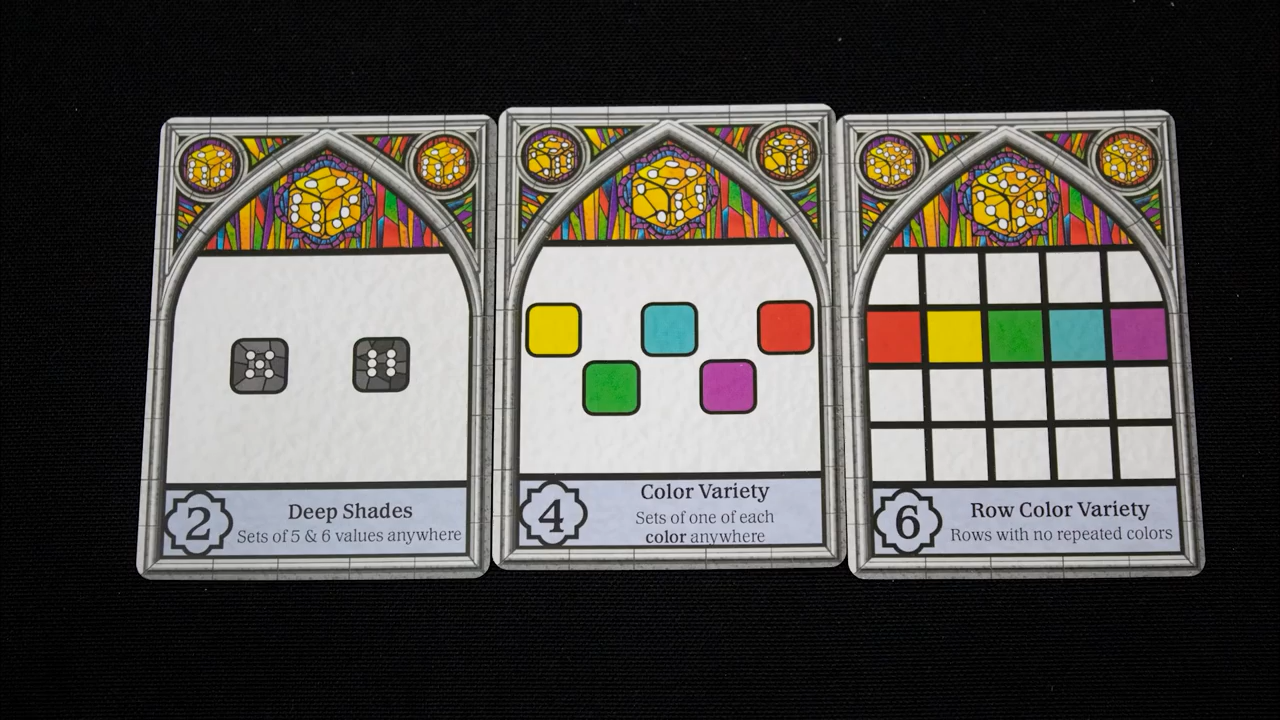 2
Deep Shades
Sets of 5 & 6 values anywhere
4
Color Variety
Sets of one of each
color anywhere
6
Row Color Variety
Rows with no repeated colors